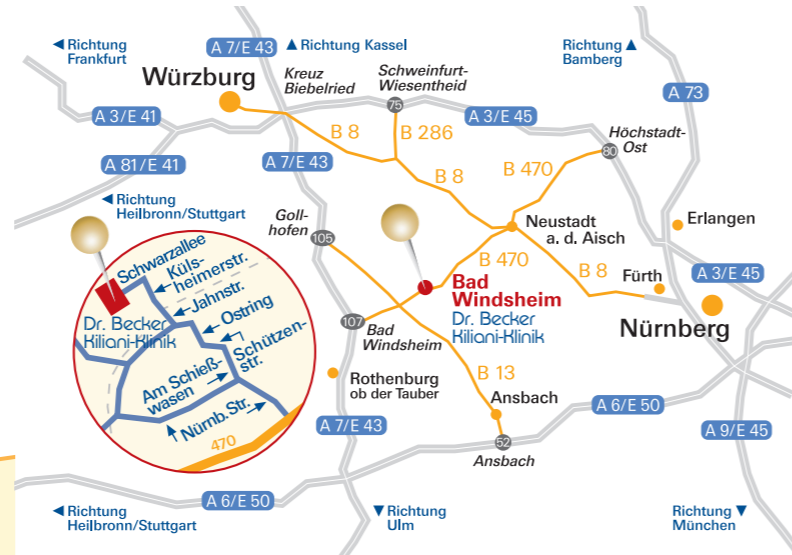 Richtung
Frankfurt
A 7/E 43
Richtung Kassel
Richtung
Bamberg
Würzburg
Kreuz
Biebelried
Schweinfurt-
Wiesentheid
A 73
A 3/E 41
75
A 3/E 45
B 8
B 286
Höchstadt-
Ost
80
A 81/E 41
A 7/E 43
B 8
B 470
Richtung
Heilbronn/Stuttgart
Goll-
hofen
105
Neustadt
a. d. Aisch
Erlangen
B 470
B 8
Fürth
A 3/E 45
Bad
Windsheim
Dr. Becker
Kiliani-Klinik
Nürnberg
107
Bad
Windsheim
Schwarzallee
Küls-
heimerstr.
Jahnstr.
Ostring
Dr. Becker
Kiliani-Klinik
Schützen-
str.
Am Schieß-
wasen
Nürnb. Str.
470
Rothenburg
ob der Tauber
B 13
Ansbach
A 6/E 50
A 7/E 43
52
Ansbach
A 9/E 45
A 6/E 50
Richtung
Heilbronn/Stuttgart
Richtung
Ulm
Richtung
München